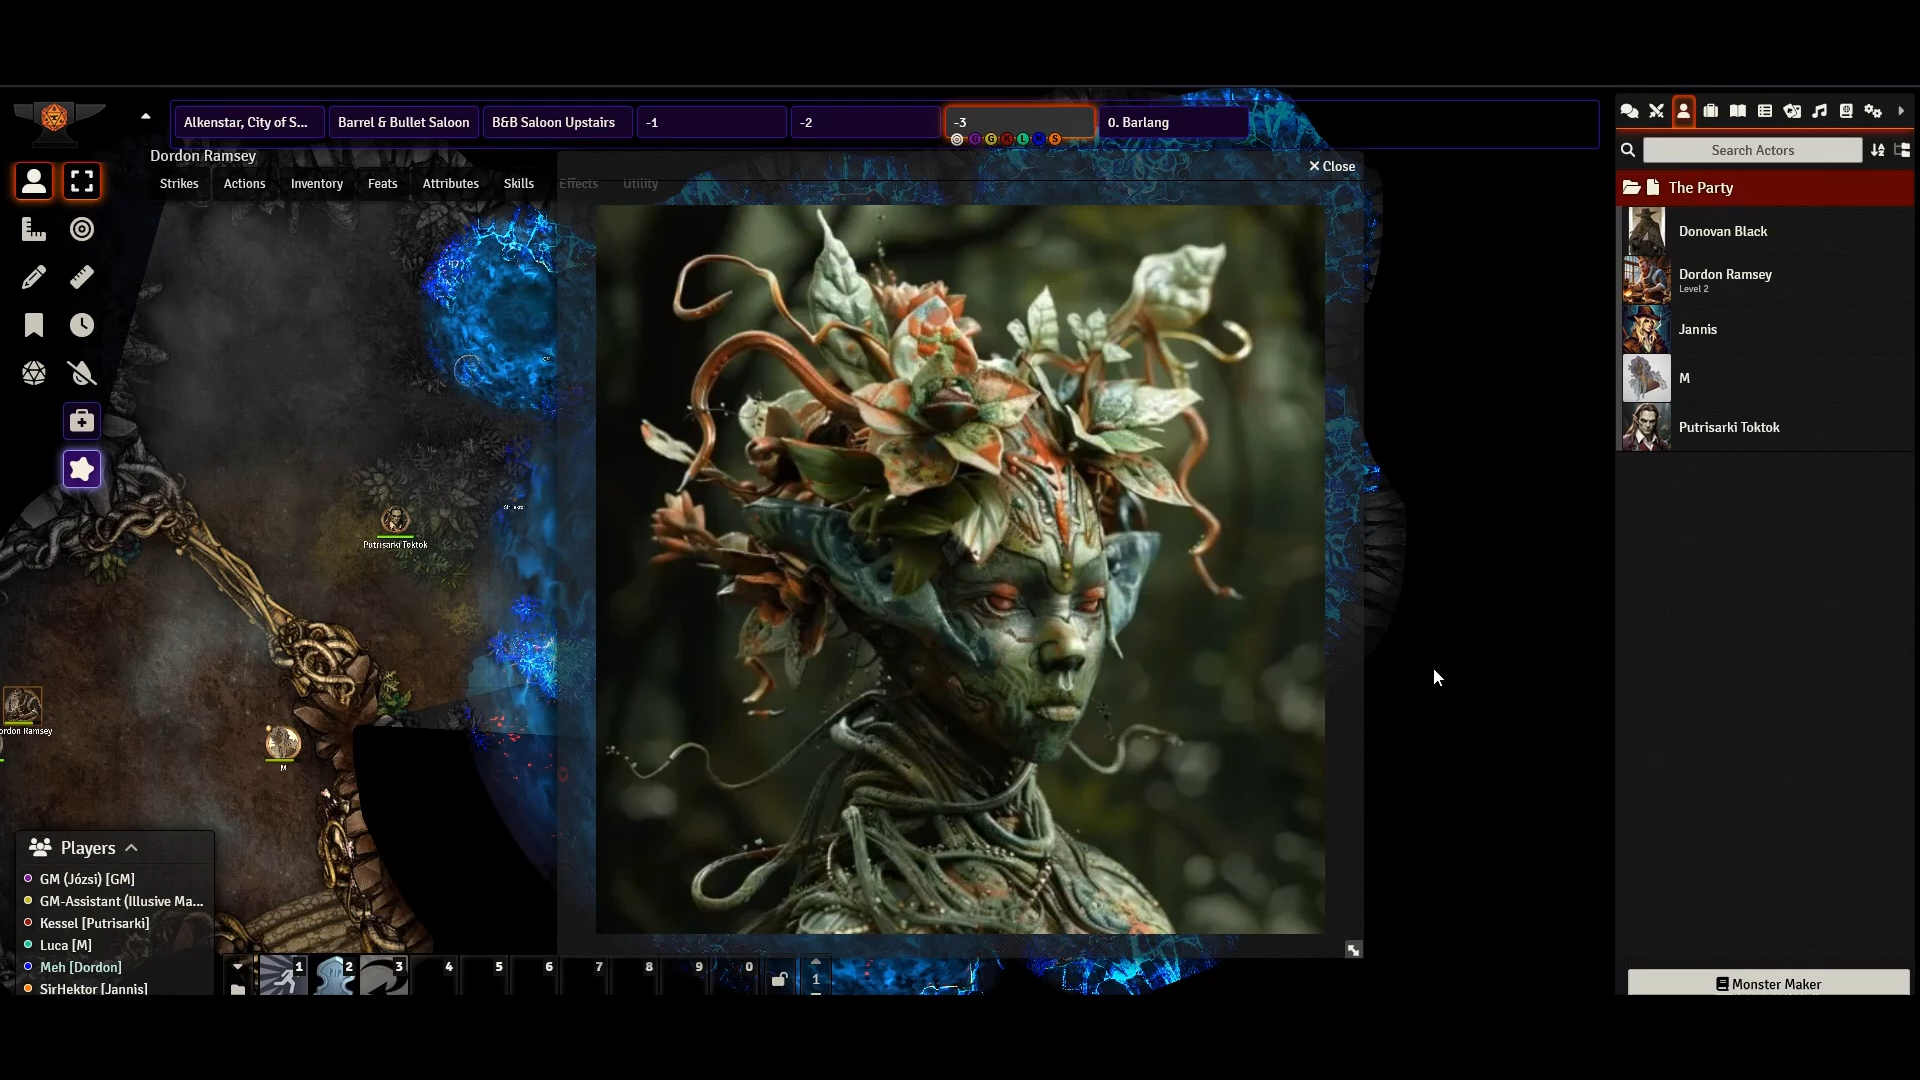 Alkenstar, City of S...
Barrel & Bullet Saloon
B&B Saloon Upstairs
-1
-2
-3
0. Barlang
Dordon Ramsey
Close
Strikes
Actions
Inventory
Feats
Attributes
Skills
Effects
Utility
Search Actors
The Party
Donovan Black
Dordon Ramsey
Level 2
Jannis
M
Putrisarki Toktok
Putrisarki Toktok
ordon Ramsey
M
Players
GM (Józsi) [GM]
GM-Assistant (Illusive Ma...
Kessel [Putrisarki]
Luca [M]
Meh [Dordon]
SirHektor [Jannis]
1
2
3
4
5
6
7
8
9
0
RIP
1
Monster Maker